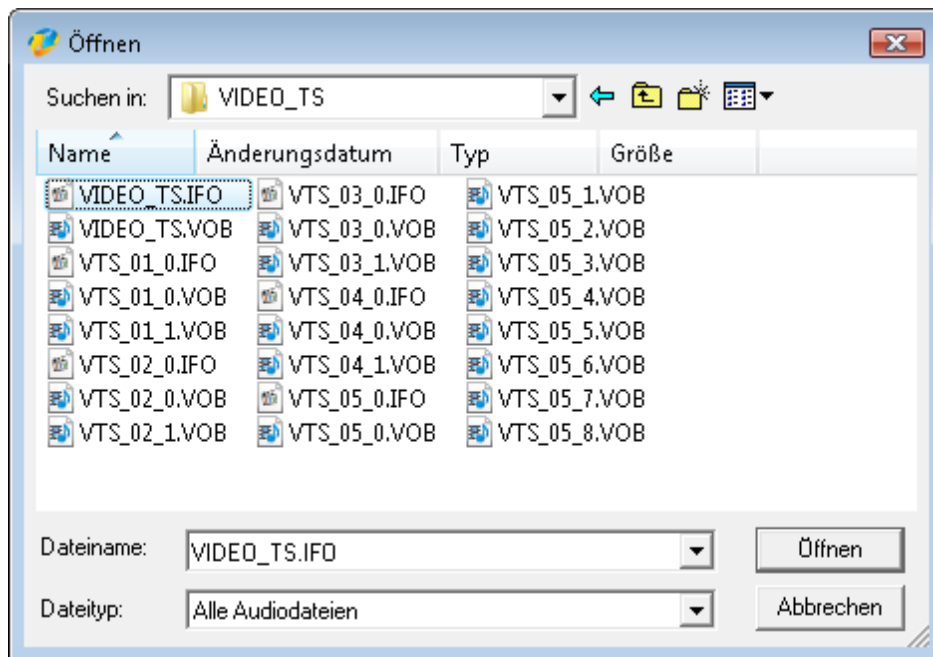 Öffnen
Suchen in: VIDEO_TS
Name Änderungsdatum Typ Größe
VIDEO_TS.IFO VTS_03_0.IFO VTS_05_1.VOB
VIDEO_TS.VOB VTS_03_0.VOB VTS_05_2.VOB
VTS_01_0.IFO VTS_03_1.VOB VTS_05_3.VOB
VTS_01_0.VOB VTS_04_0.IFO VTS_05_4.VOB
VTS_01_1.VOB VTS_04_0.VOB VTS_05_5.VOB
VTS_02_0.IFO VTS_04_1.VOB VTS_05_6.VOB
VTS_02_0.VOB VTS_05_0.IFO VTS_05_7.VOB
VTS_02_1.VOB VTS_05_0.VOB VTS_05_8.VOB
Dateiname: VIDEO_TS.IFO Öffnen
Dateityp: Alle Audiodateien Abbrechen